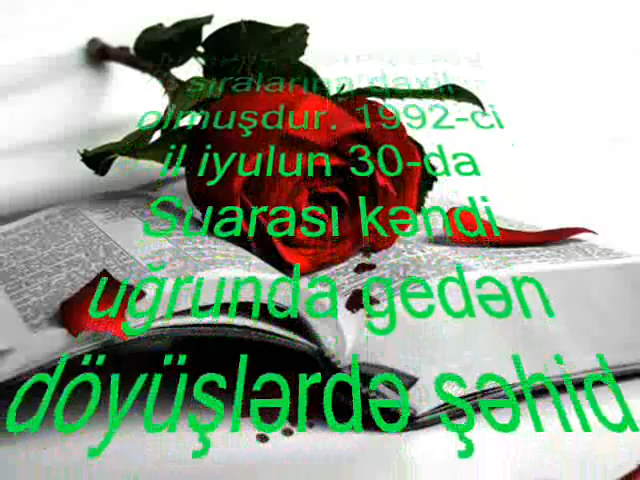 sıralarına daxil
olmuşdur. 1992-ci
il iyulun 30-da
Suarası kəndi
uğrunda gedən
döyüşlərdə şəhid